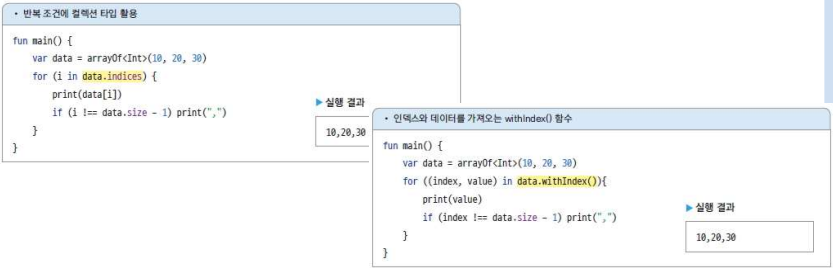 • 반복 조건에 컬렉션 타입 활용
fun main() {
var data = arrayOf<Int>(10, 20, 30)
for (i in data.indices) {
print(data[i])
if (i !== data.size - 1) print(",")
}
}
▶ 실행 결과
10,20,30
• 인덱스와 데이터를 가져오는 withIndex() 함수
fun main() {
var data = arrayOf<Int>(10, 20, 30)
for ((index, value) in data.withIndex()){
print(value)
if (index !== data.size - 1) print(",")
}
}
▶ 실행 결과
10,20,30